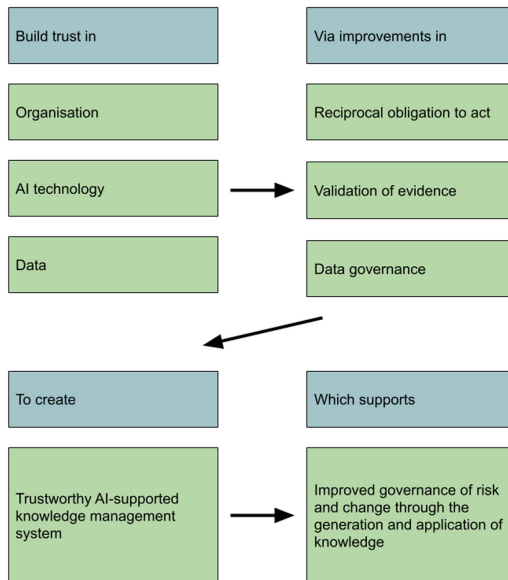 Build trust in
Via improvements in
Organisation
Reciprocal obligation to act
AI technology
Validation of evidence
Data
Data governance
To create
Which supports
Trustworthy AI-supported
knowledge management
system
Improved governance of risk
and change through the
generation and application of
knowledge